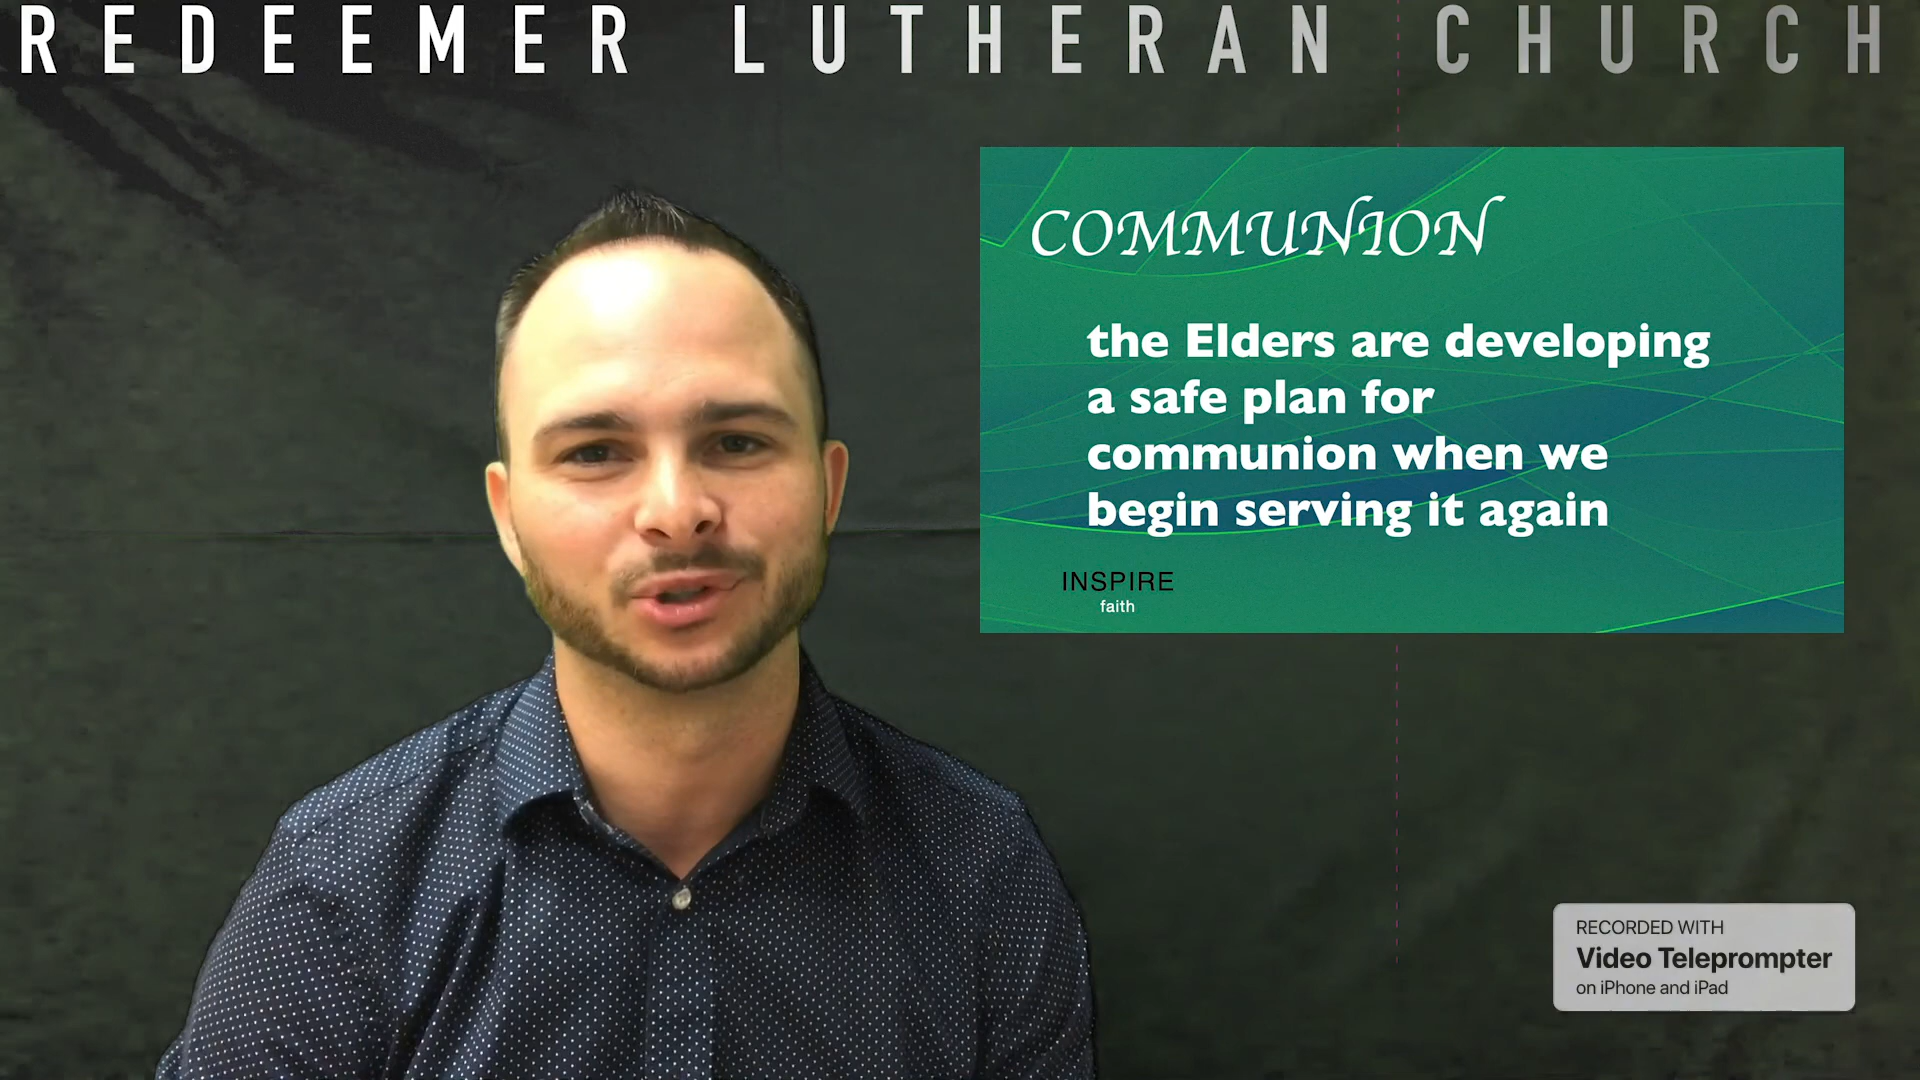 REDEEMER LUTHERAN CHURCH
COMMUNION
the Elders are developing
a safe plan for
communion when we
begin serving it again
INSPIRE
faith
RECORDED WITH
Video Teleprompter
on iPhone and iPad